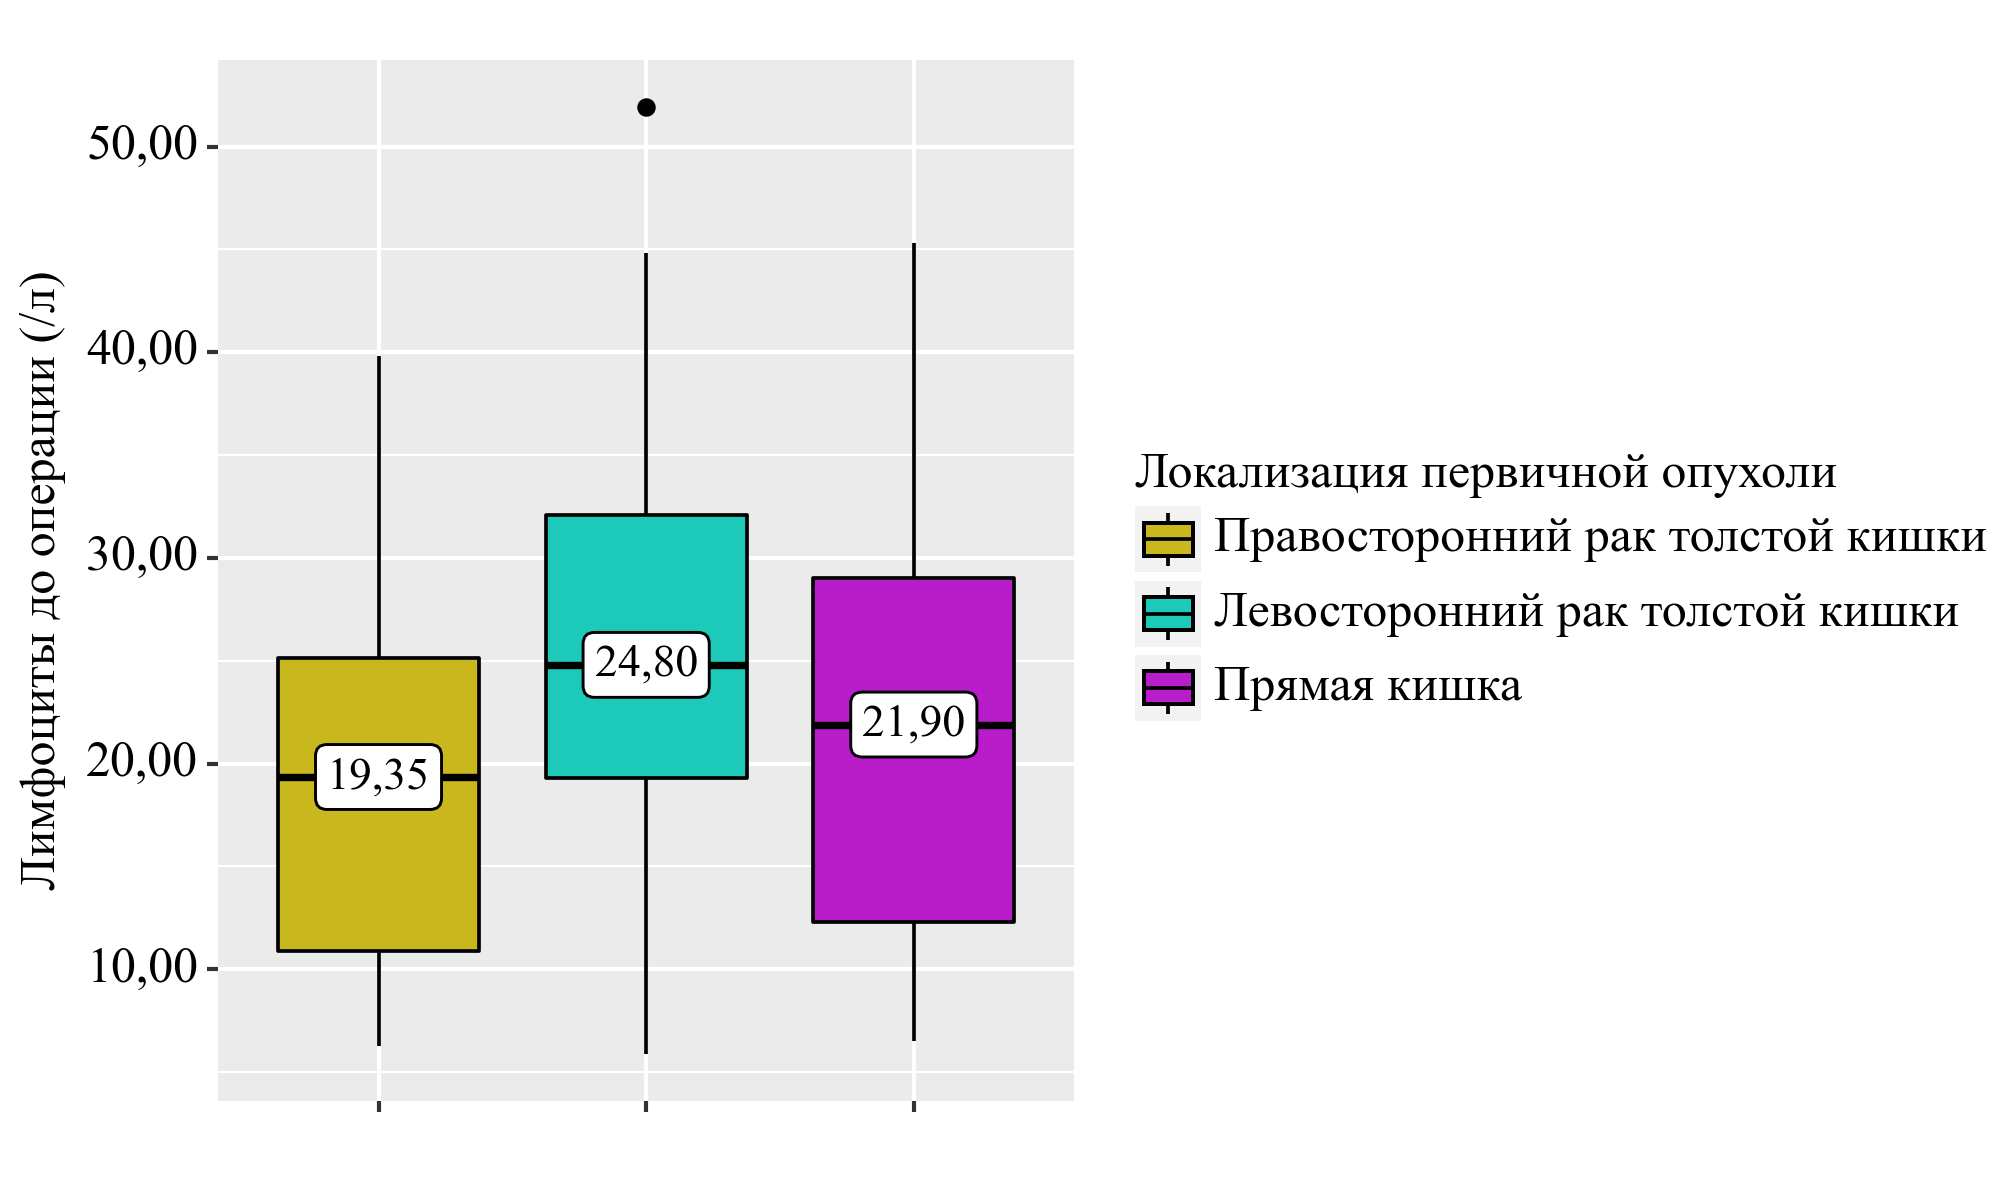 Лимфоциты до операции (/л)
50,00
40,00
30,00
20,00
10,00
19,35
24,80
21,90
Локализация первичной опухоли
Правосторонний рак толстой кишки
Левосторонний рак толстой кишки
Прямая кишка